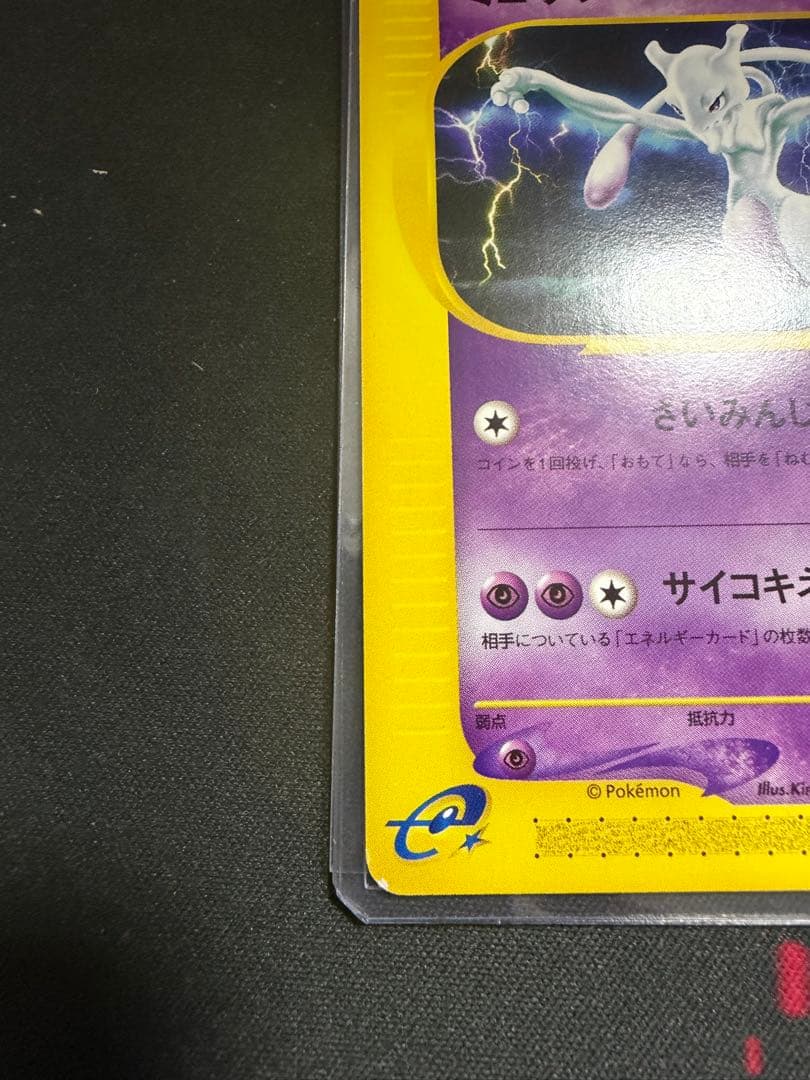 さいみんじ
コインを1回投げ、「おもて」なら、相手を「ねむ
サイコキネ
相手についている「エネルギーカード」の枚数
弱点
抵抗力
© Pokémon
Illus.Ki